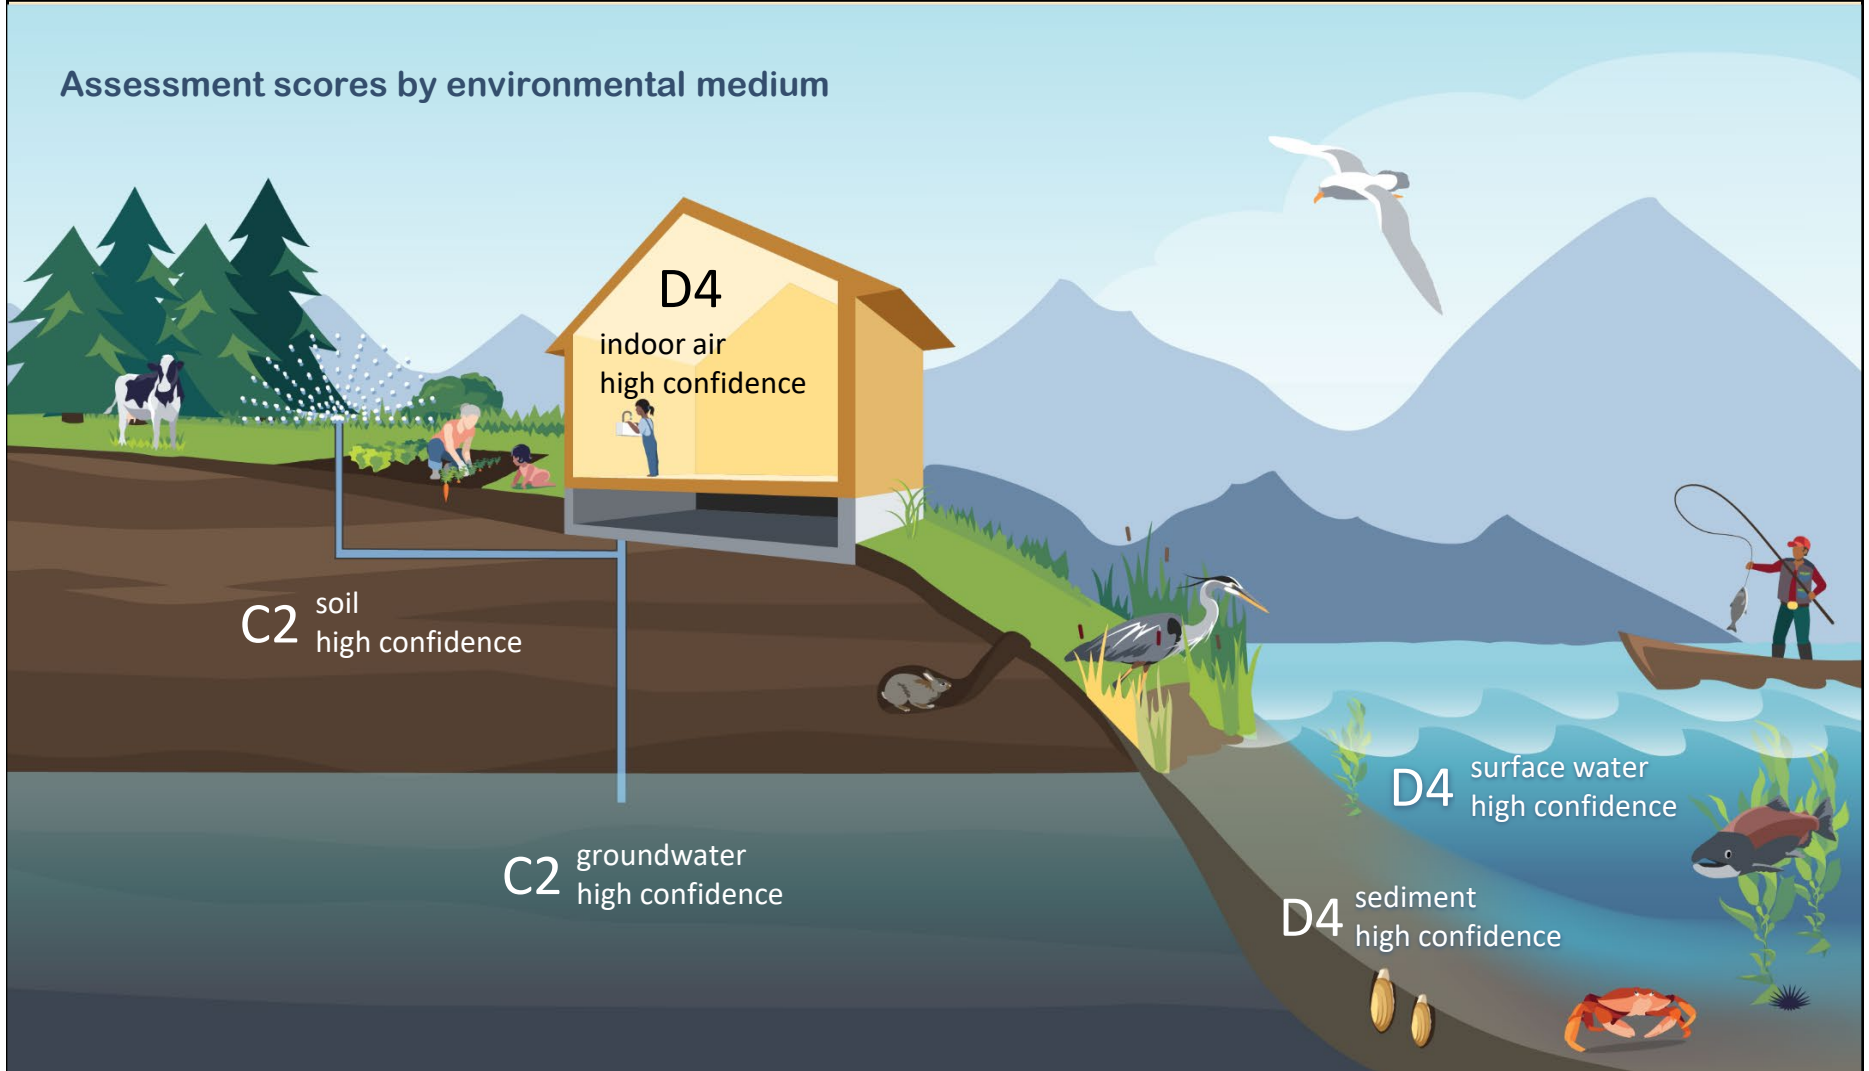 Assessment scores by environmental medium
D4
indoor air
high confidence
C2
soil
high confidence
D4
surface water
high confidence
C2
groundwater
high confidence
D4
sediment
high confidence